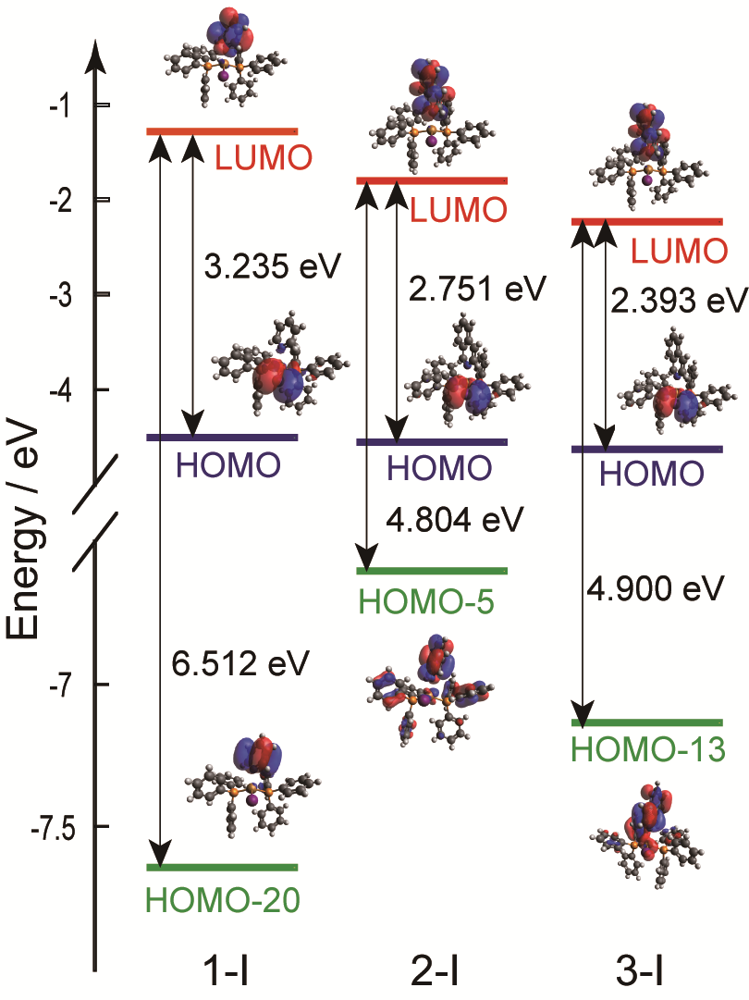 Energy / eV
-1
-2
-3
-4
-7
-7.5
LUMO
3.235 eV
HOMO
6.512 eV
HOMO-20
1-I
LUMO
2.751 eV
HOMO
4.804 eV
HOMO-5
2-I
LUMO
2.393 eV
HOMO
4.900 eV
HOMO-13
3-I